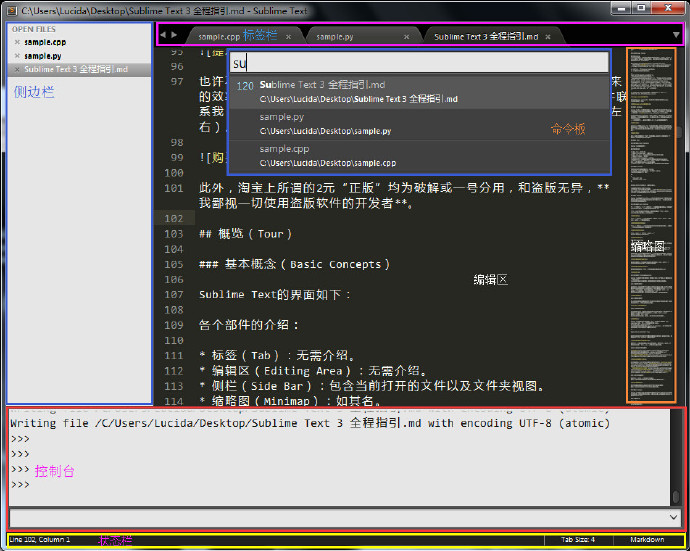 C:\Users\Lucida\Desktop\Sublime Text 3 全程指引.md - Sublime Text
OPEN FILES
sample.cpp
sample.py
Sublime Text 3 全程指引.md
侧边栏
sample.cpp 标签栏
sample.py
Sublime Text 3 全程指引.md
su
120 Sublime Text 3 全程指引.md
C:\Users\Lucida\Desktop\Sublime Text 3 全程指引.md
sample.py
C:\Users\Lucida\Desktop\sample.py
命令板
sample.cpp
C:\Users\Lucida\Desktop\sample.cpp
95
96
97 也许 来
的效
系我 左
右）
98
99 ![购
100
101 此外，淘宝上所谓的2元“正版”均为破解或一号分用，和盗版无异，**
我鄙视一切使用盗版软件的开发者**。
102
103 ## 概览（Tour）
104
105 ### 基本概念（Basic Concepts）
106
107 Sublime Text的界面如下：
108
109 各个部件的介绍：
110
111 * 标签（Tab）：无需介绍。
112 * 编辑区（Editing Area）：无需介绍。
113 * 侧栏（Side Bar）：包含当前打开的文件以及文件夹视图。
114 * 缩略图（Minimap）：如其名。
编辑区
缩略图
Writing file /C/Users/Lucida/Desktop/Sublime Text 3 全程指引.md with encoding UTF-8 (atomic)
>>>
>>>
>>> 控制台
>>>
Line 102, Column 1
状态栏
Tab Size: 4
Markdown